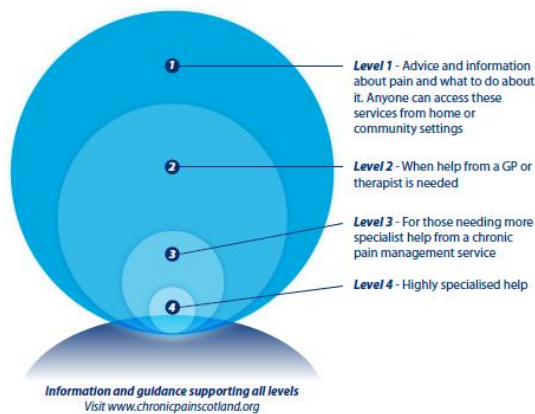 1
Level 1 - Advice and information
about pain and what to do about
it. Anyone can access these
services from home or
community settings
2
Level 2 - When help from a GP or
therapist is needed
3
Level 3 - For those needing more
specialist help from a chronic
pain management service
4
Level 4 - Highly specialised help
Information and guidance supporting all levels
Visit www.chronicpainscotland.org